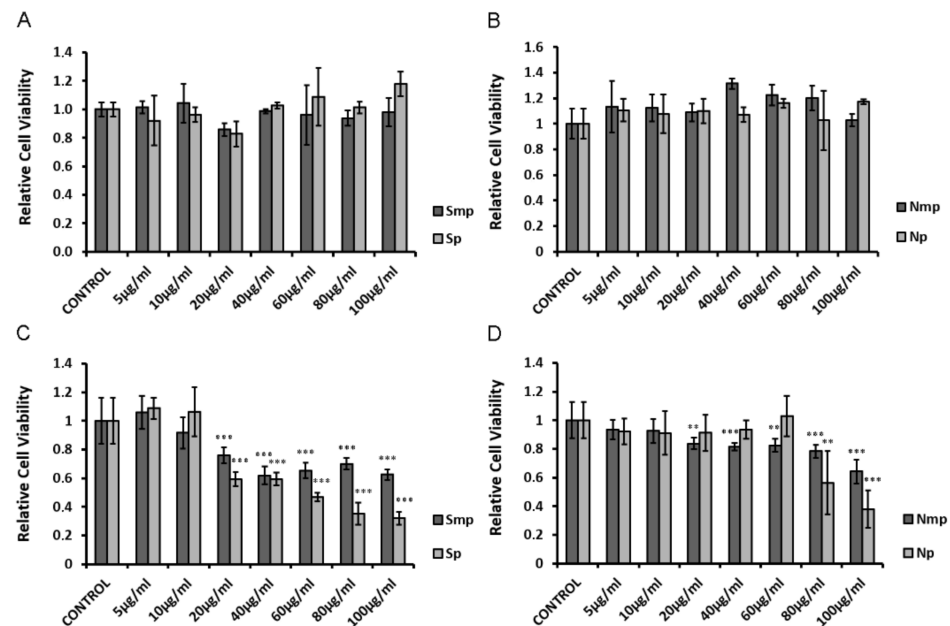 A
Relative Cell Viability
1.4
1.2
1.0
0.8
0.6
0.4
0.2
0.0
CONTROL
5µg/ml
10µg/ml
20µg/ml
40µg/ml
60µg/ml
80µg/ml
100µg/ml
Smp
Sp
B
Relative Cell Viability
1.6
1.4
1.2
1
0.8
0.6
0.4
0.2
0
CONTROL
5µg/ml
10µg/ml
20µg/ml
40µg/ml
60µg/ml
80µg/ml
100µg/ml
Nmp
Np
C
Relative Cell Viability
1.4
1.2
1
0.8
0.6
0.4
0.2
0
*** *** *** *** *** *** *** *** *** ***
CONTROL
5µg/ml
10µg/ml
20µg/ml
40µg/ml
60µg/ml
80µg/ml
100µg/ml
Smp
Sp
D
Relative Cell Viability
1.4
1.2
1
0.8
0.6
0.4
0.2
0
** *** ** *** ** *** ***
CONTROL
5µg/ml
10µg/ml
20µg/ml
40µg/ml
60µg/ml
80µg/ml
100µg/ml
Nmp
Np